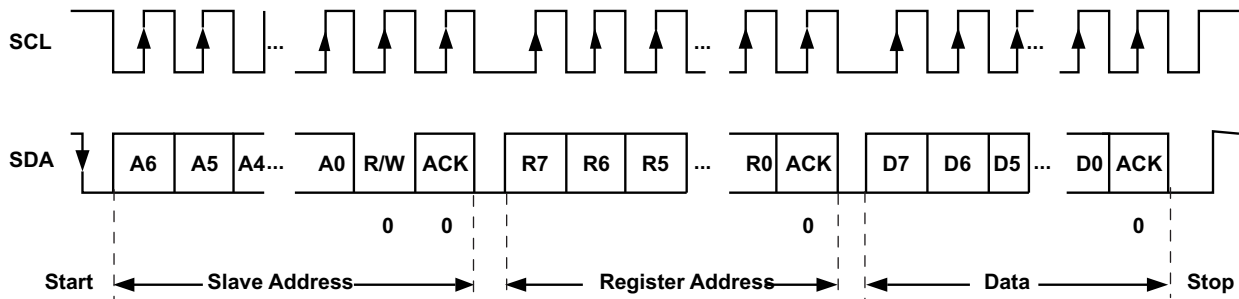 SCL ... ... ...
SDA A6 A5 A4... A0 R/W ACK R7 R6 R5 ... R0 ACK D7 D6 D5 ... D0 ACK
0 0 0 0
Start Slave Address Register Address Data Stop